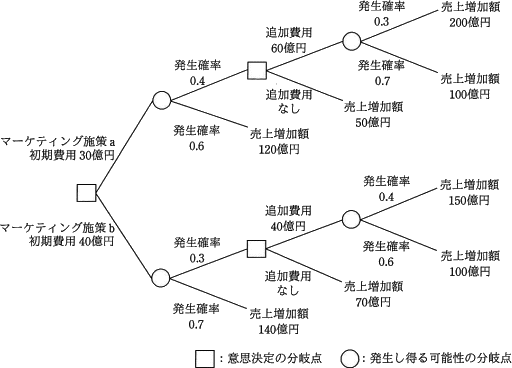 発生確率
0.3
売上増加額
200億円
追加費用
60億円
発生確率
0.4
発生確率
0.7
売上増加額
100億円
追加費用
なし
売上増加額
50億円
発生確率
0.6
売上増加額
120億円
マーケティング施策a
初期費用 30億円
マーケティング施策b
初期費用 40億円
発生確率
0.4
売上増加額
150億円
追加費用
40億円
発生確率
0.3
発生確率
0.6
売上増加額
100億円
追加費用
なし
売上増加額
70億円
発生確率
0.7
売上増加額
140億円
：意思決定の分岐点
：発生し得る可能性の分岐点